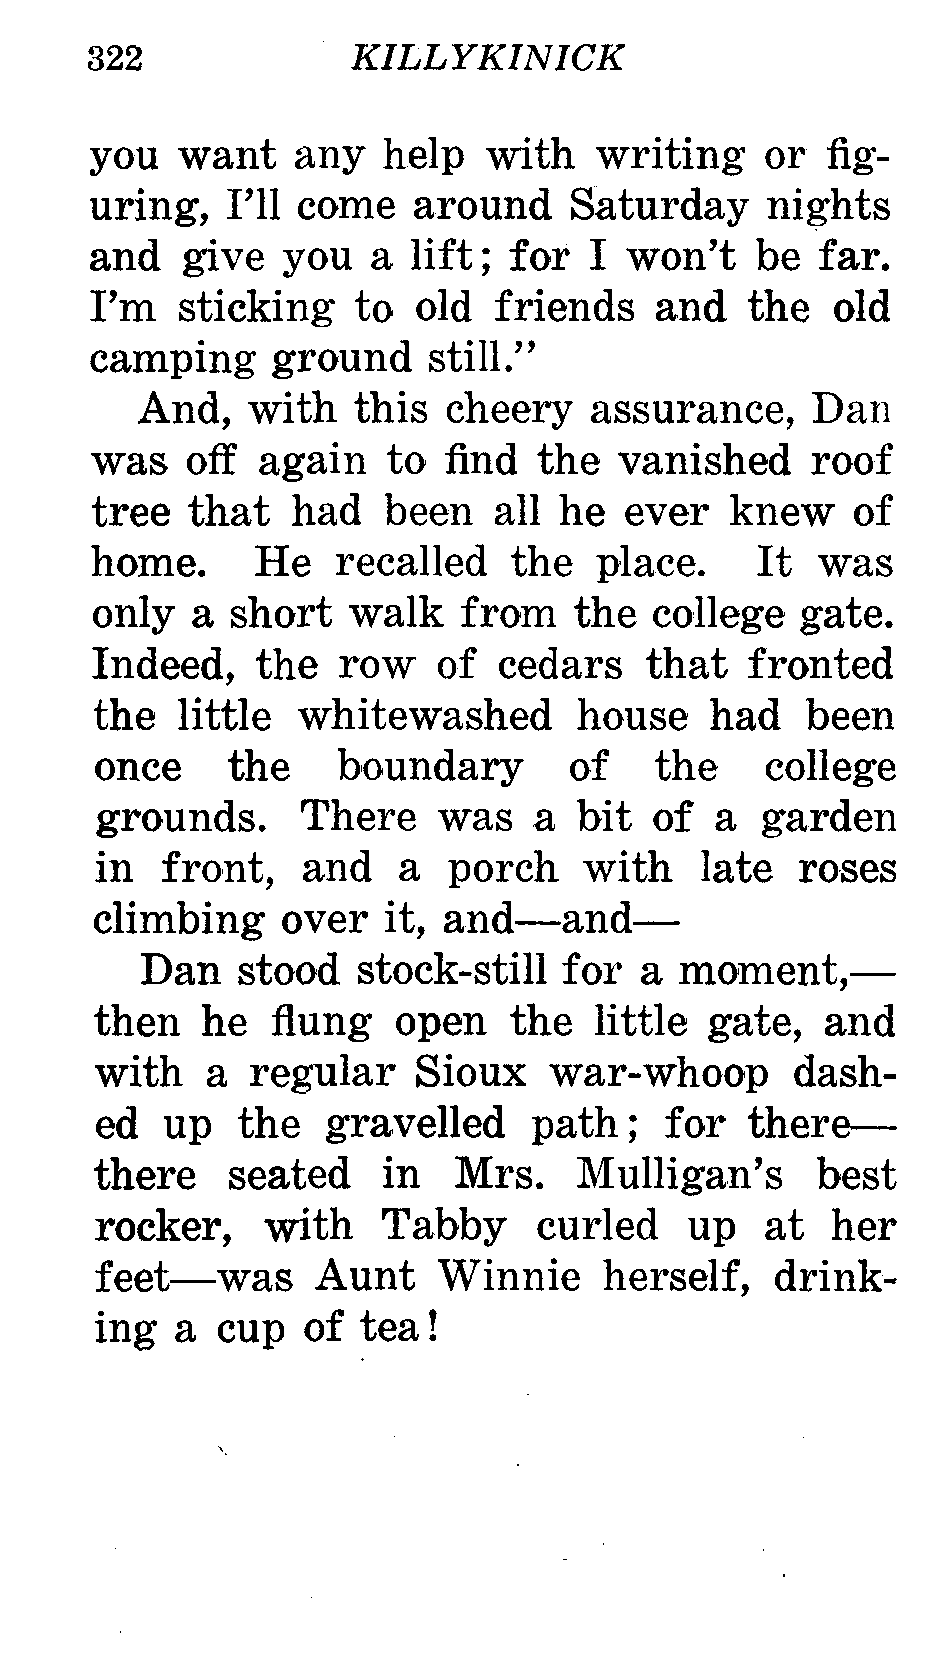 322 KILLYKINICK
you want any help with writing or fig-
uring, I'll come around Saturday nights
and give you a lift; for I won't be far.
I'm sticking to old friends and the old
camping ground still."
And, with this cheery assurance, Dan
was off again to find the vanished roof
tree that had been all he ever knew of
home. He recalled the place. It was
only a short walk from the college gate.
Indeed, the row of cedars that fronted
the little whitewashed house had been
once the boundary of the college
grounds. There was a bit of a garden
in front, and a porch with late roses
climbing over it, and—and—
Dan stood stock-still for a moment,—
then he flung open the little gate, and
with a regular Sioux war-whoop dash-
ed up the gravelled path; for there—
there seated in Mrs. Mulligan's best
rocker, with Tabby curled up at her
feet—was Aunt Winnie herself, drink-
ing a cup of tea!